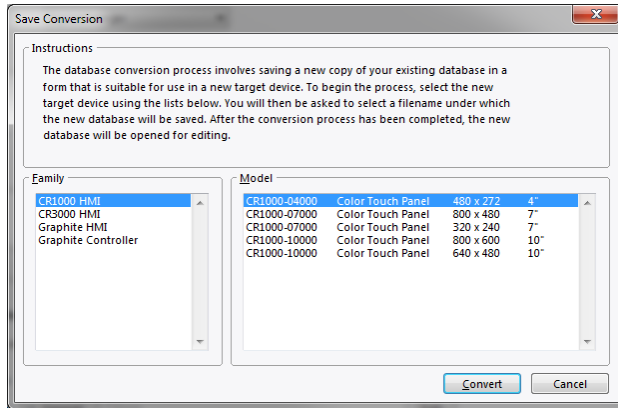 Save Conversion
Instructions
The database conversion process involves saving a new copy of your existing database in a
form that is suitable for use in a new target device. To begin the process, select the new
target device using the lists below. You will then be asked to select a filename under which
the new database will be saved. After the conversion process has been completed, the new
database will be opened for editing.
Family
CR1000 HMI
CR3000 HMI
Graphite HMI
Graphite Controller
Model
CR1000-04000 Color Touch Panel 480 x 272 4"
CR1000-07000 Color Touch Panel 800 x 480 7"
CR1000-07000 Color Touch Panel 320 x 240 7"
CR1000-10000 Color Touch Panel 800 x 600 10"
CR1000-10000 Color Touch Panel 640 x 480 10"
Convert Cancel